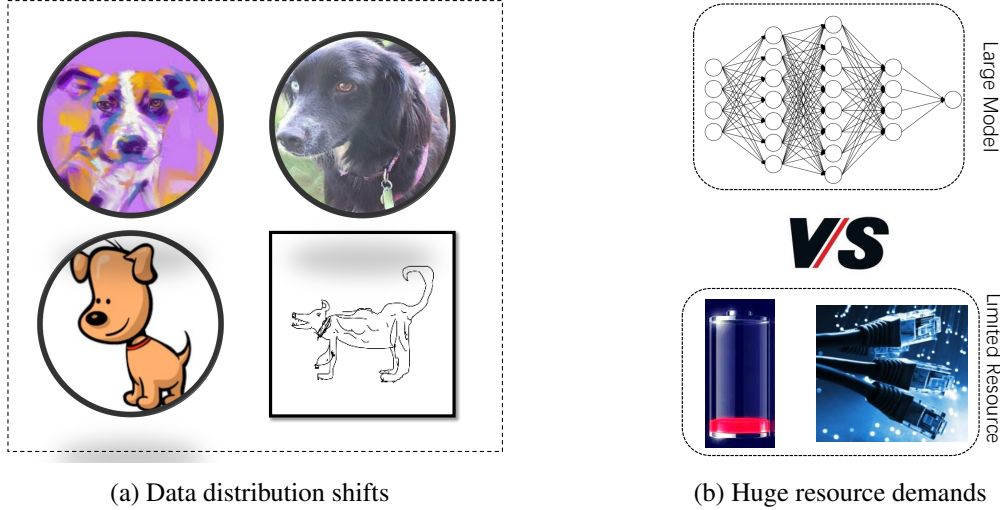 Large Model
V/S
Limited Resource
(a) Data distribution shifts
(b) Huge resource demands